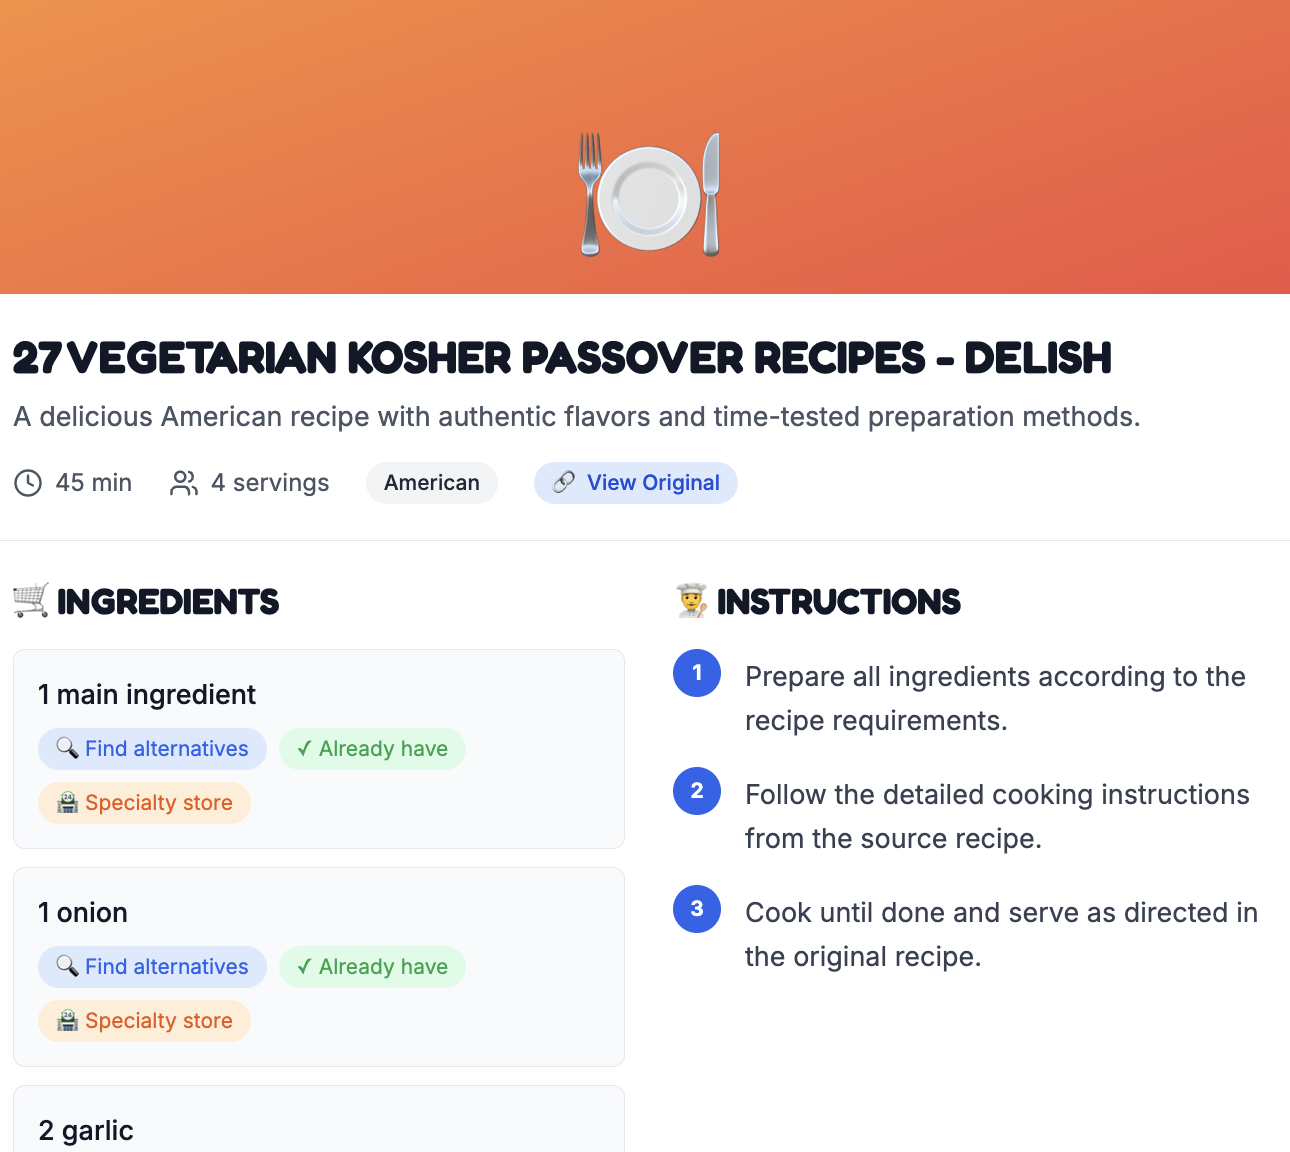 27 VEGETARIAN KOSHER PASSOVER RECIPES - DELISH
A delicious American recipe with authentic flavors and time-tested preparation methods.
45 min 4 servings American View Original
INGREDIENTS
1 main ingredient
Find alternatives ✓ Already have
Specialty store
1 onion
Find alternatives ✓ Already have
Specialty store
2 garlic
INSTRUCTIONS
1 Prepare all ingredients according to the
recipe requirements.
2 Follow the detailed cooking instructions
from the source recipe.
3 Cook until done and serve as directed in
the original recipe.